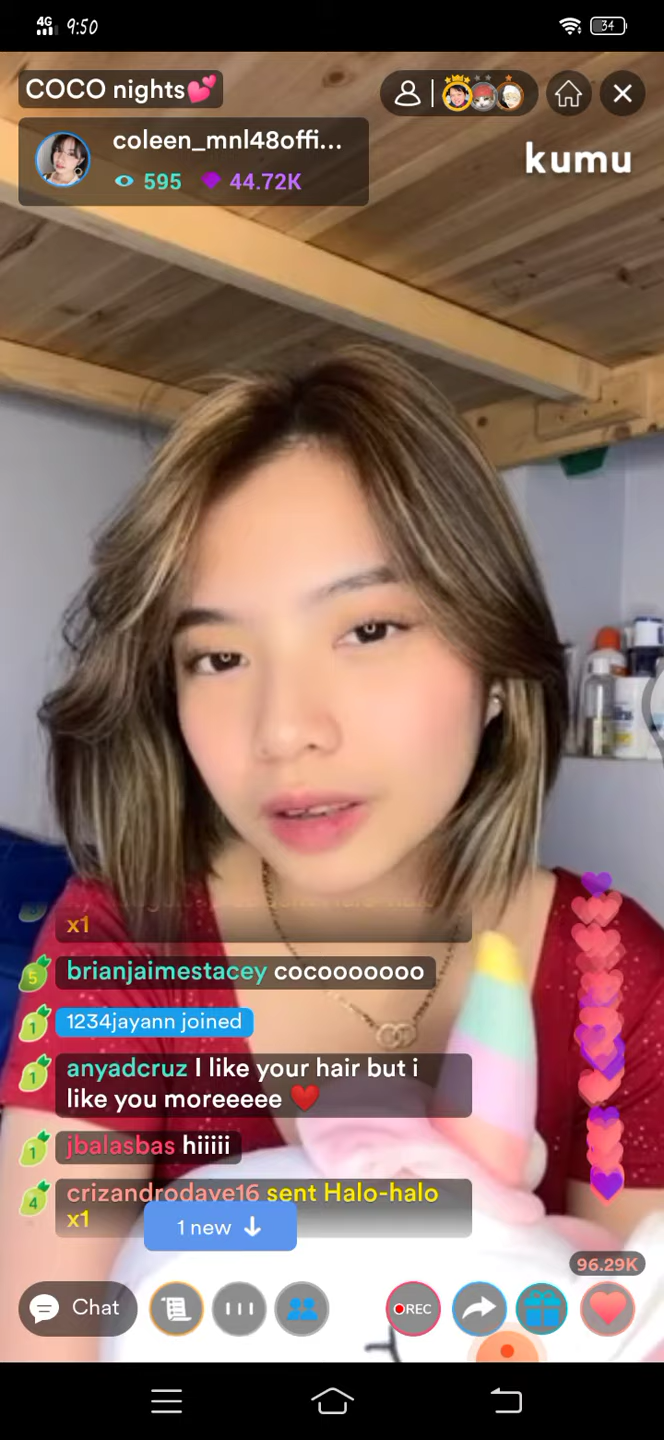 4G 9:50 34
COCO nights💕
coleen_mnl48offi...
595 44.72K
kumu
x1
5 brianjaimestacey cocooooooo
1 1234jayann joined
1 anyadcruz I like your hair but i
like you moreeeee ❤️
1 jbalasbas hiiiii
4 crizandrodave16 sent Halo-halo
x1
1 new ↓
96.29K
Chat
REC